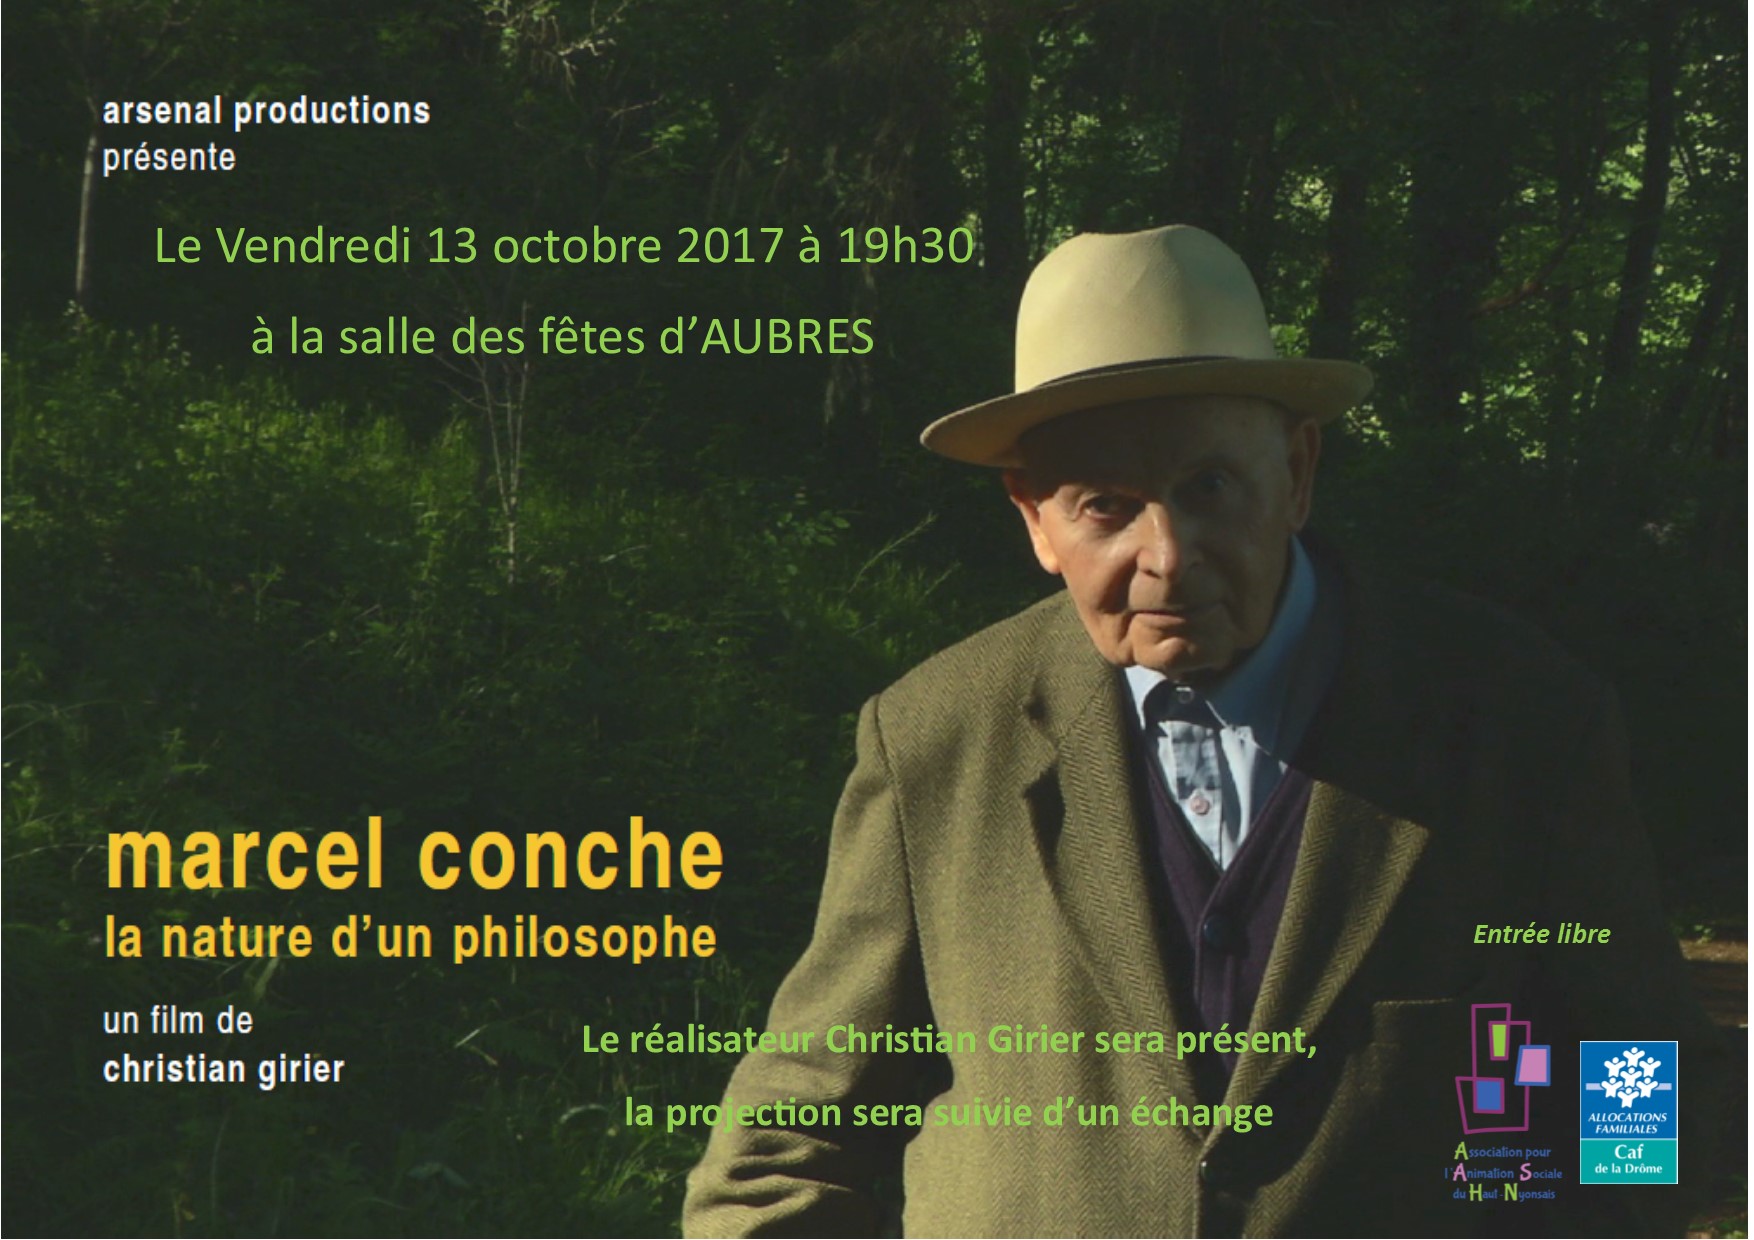 arsenal productions
présente
Le Vendredi 13 octobre 2017 à 19h30
à la salle des fêtes d’AUBRES
marcel conche
la nature d’un philosophe
un film de
christian girier
Entrée libre
Le réalisateur Christian Girier sera présent,
la projection sera suivie d’un échange
Association pour
l'Animation Sociale
du Haut-Nyonsais
ALLOCATIONS
FAMILIALES
Caf
de la Drôme